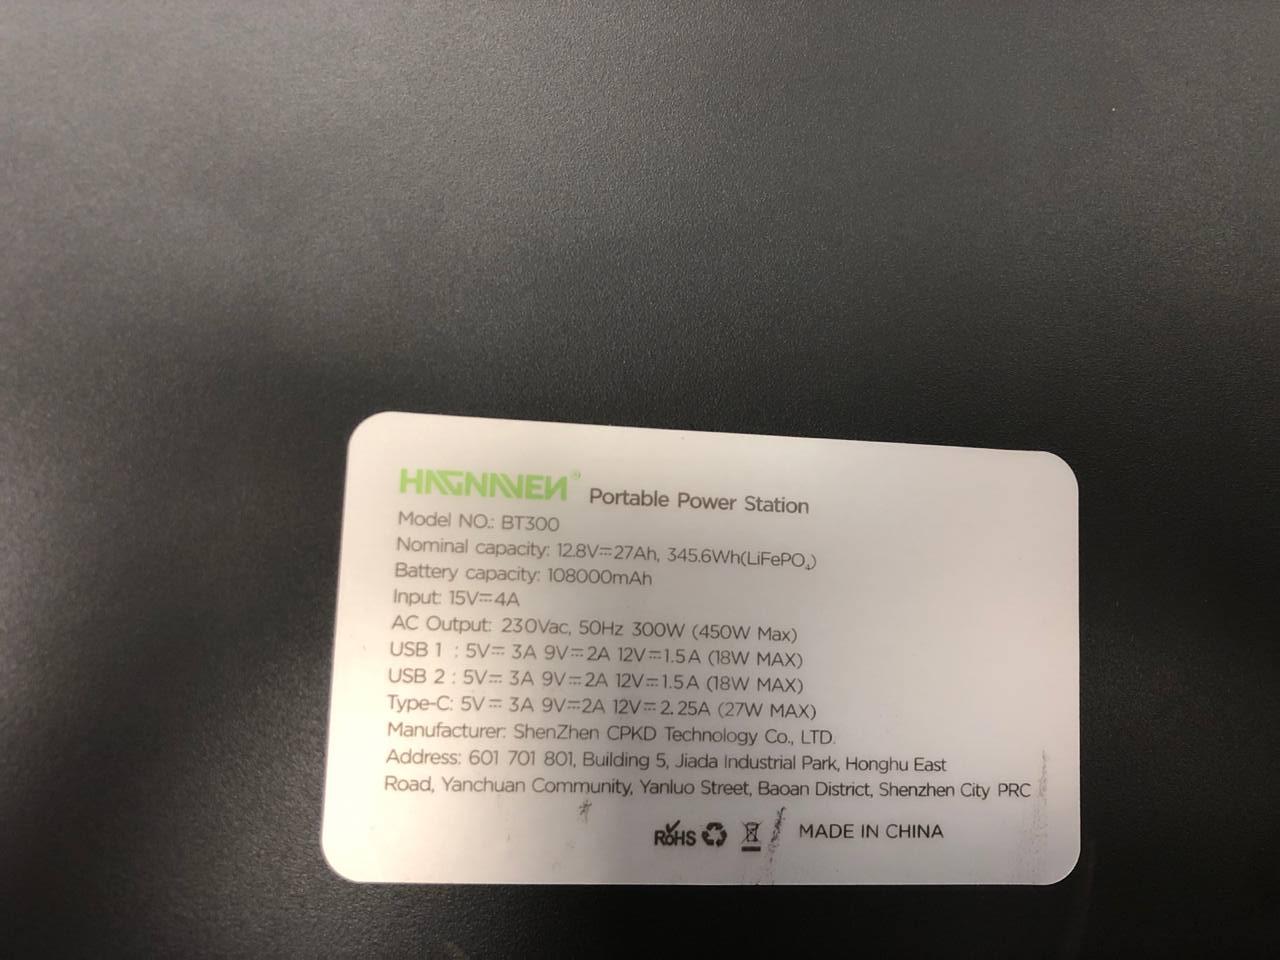 HAGNAVEN® Portable Power Station
Model NO.: BT300
Nominal capacity: 12.8V⎓27Ah, 345.6Wh(LiFePO₄)
Battery capacity: 108000mAh
Input: 15V⎓4A
AC Output: 230Vac, 50Hz 300W (450W Max)
USB 1 : 5V⎓ 3A 9V⎓2A 12V⎓1.5A (18W MAX)
USB 2 : 5V⎓ 3A 9V⎓2A 12V⎓1.5A (18W MAX)
Type-C: 5V⎓ 3A 9V⎓2A 12V⎓2.25A (27W MAX)
Manufacturer: ShenZhen CPKD Technology Co., LTD.
Address: 601 701 801, Building 5, Jiada Industrial Park, Honghu East
Road, Yanchuan Community, Yanluo Street, Baoan District, Shenzhen City PRC
RoHS MADE IN CHINA